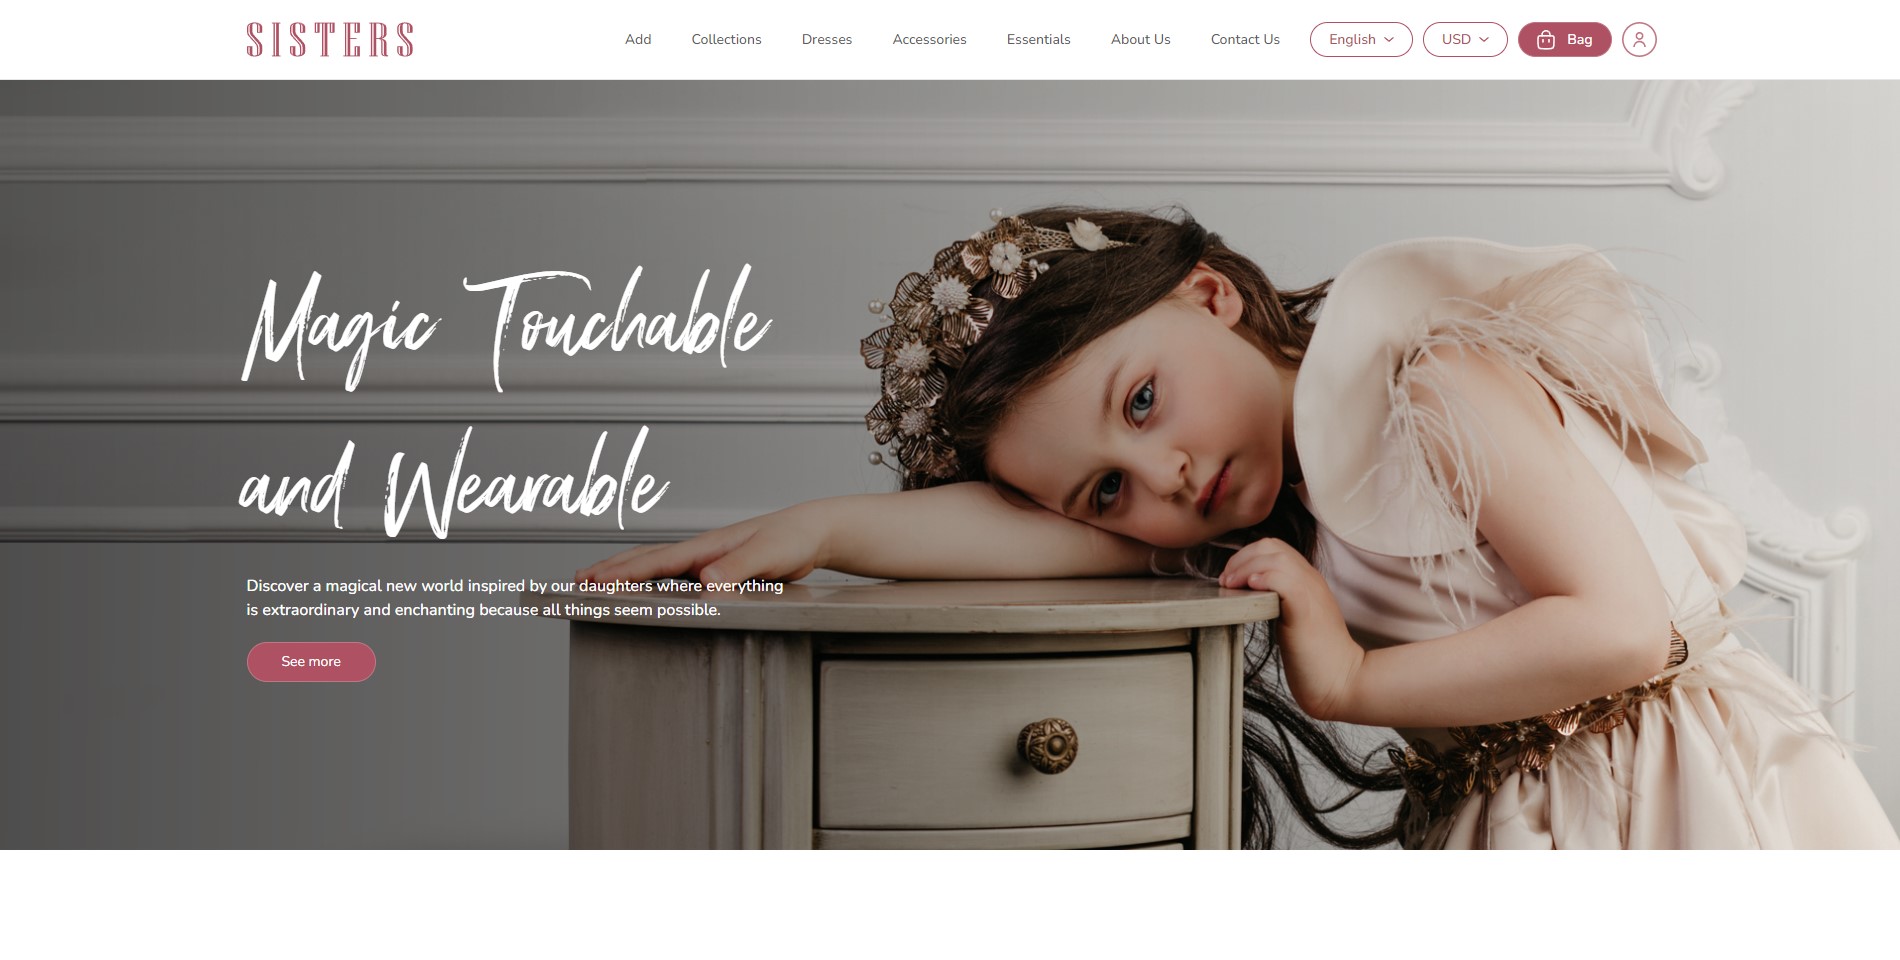 SISTERS
Add Collections Dresses Accessories Essentials About Us Contact Us English USD Bag
Magic Touchable
and Wearable
Discover a magical new world inspired by our daughters where everything
is extraordinary and enchanting because all things seem possible.
See more